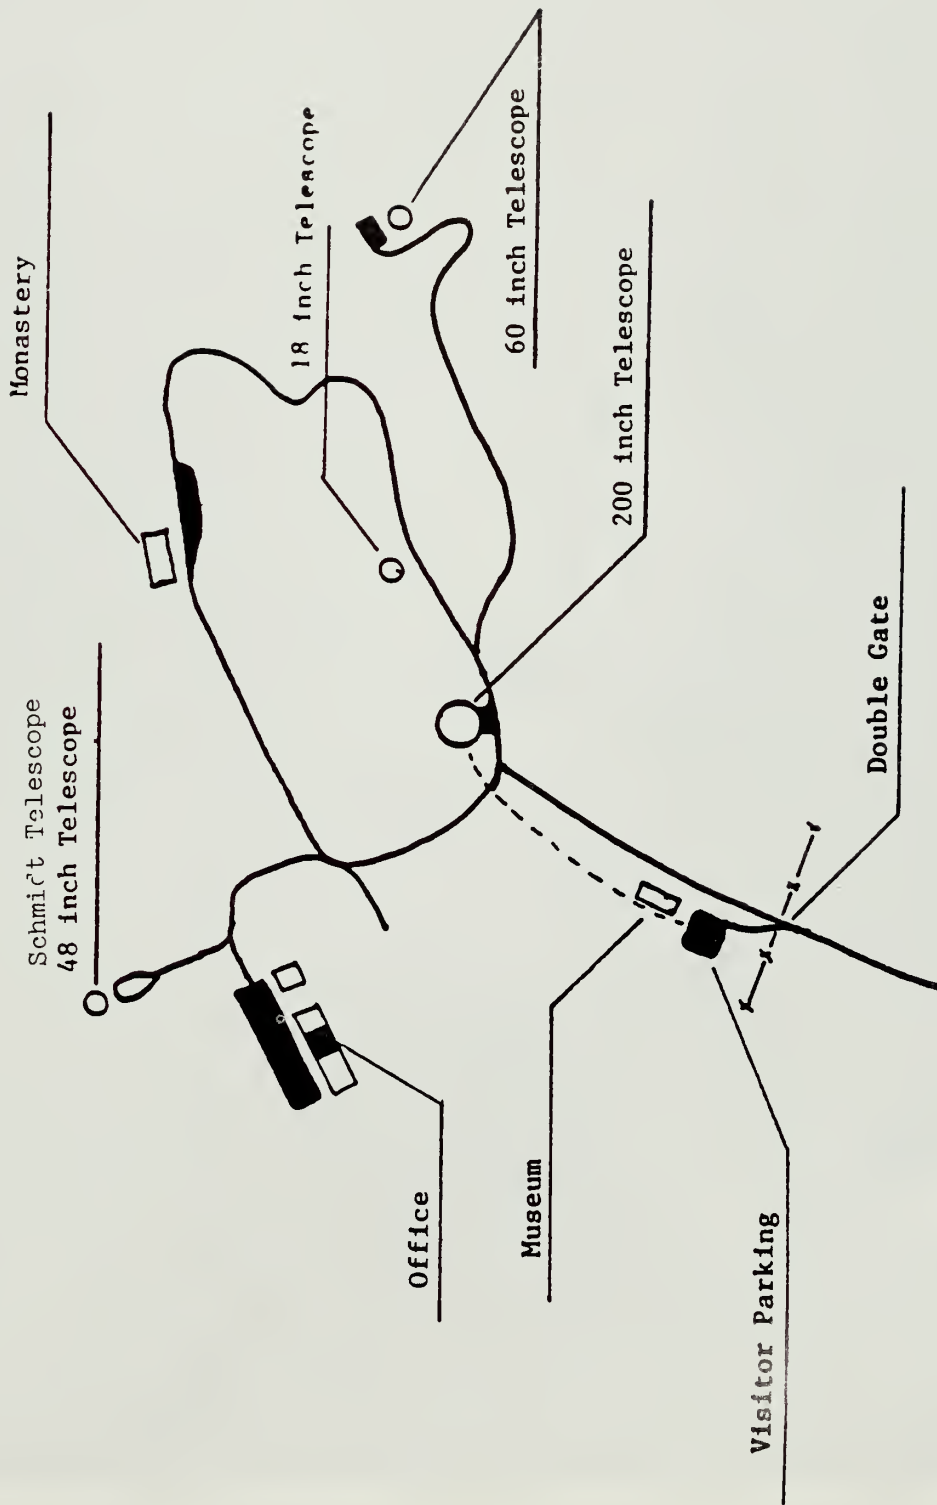 Monastery
Schmidt Telescope
48 inch Telescope
18 inch Telescope
60 inch Telescope
200 inch Telescope
Office
Museum
Double Gate
Visitor Parking